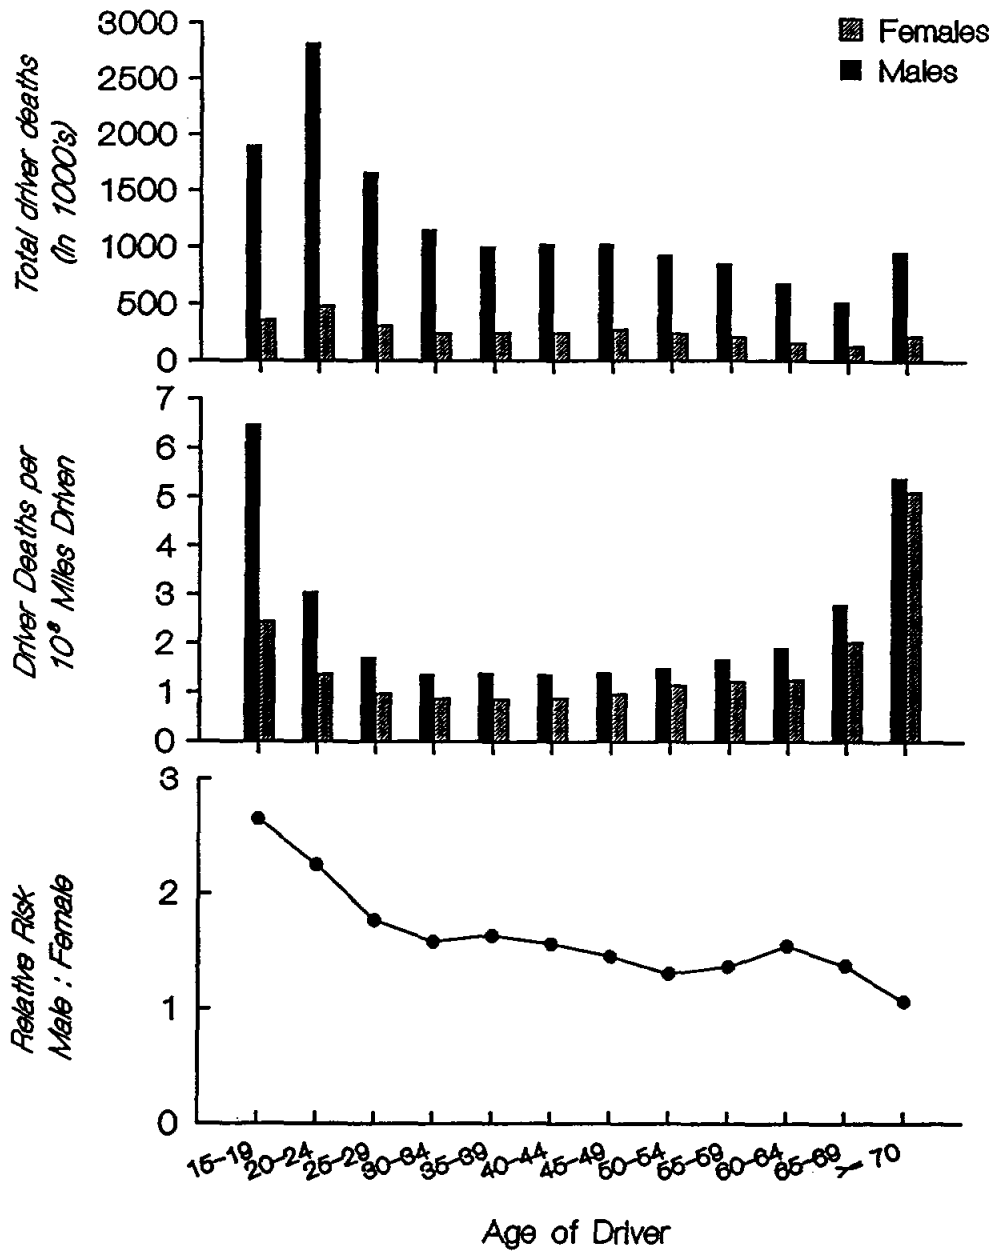 Females
Males
Total driver deaths
(in 1000's)
3000
2500
2000
1500
1000
500
0
Driver Deaths per
10⁸ Miles Driven
7
6
5
4
3
2
1
0
Relative Risk
Male : Female
3
2
1
0
15-19 20-24 25-29 30-34 35-39 40-44 45-49 50-54 55-59 60-64 65-69 >= 70
Age of Driver